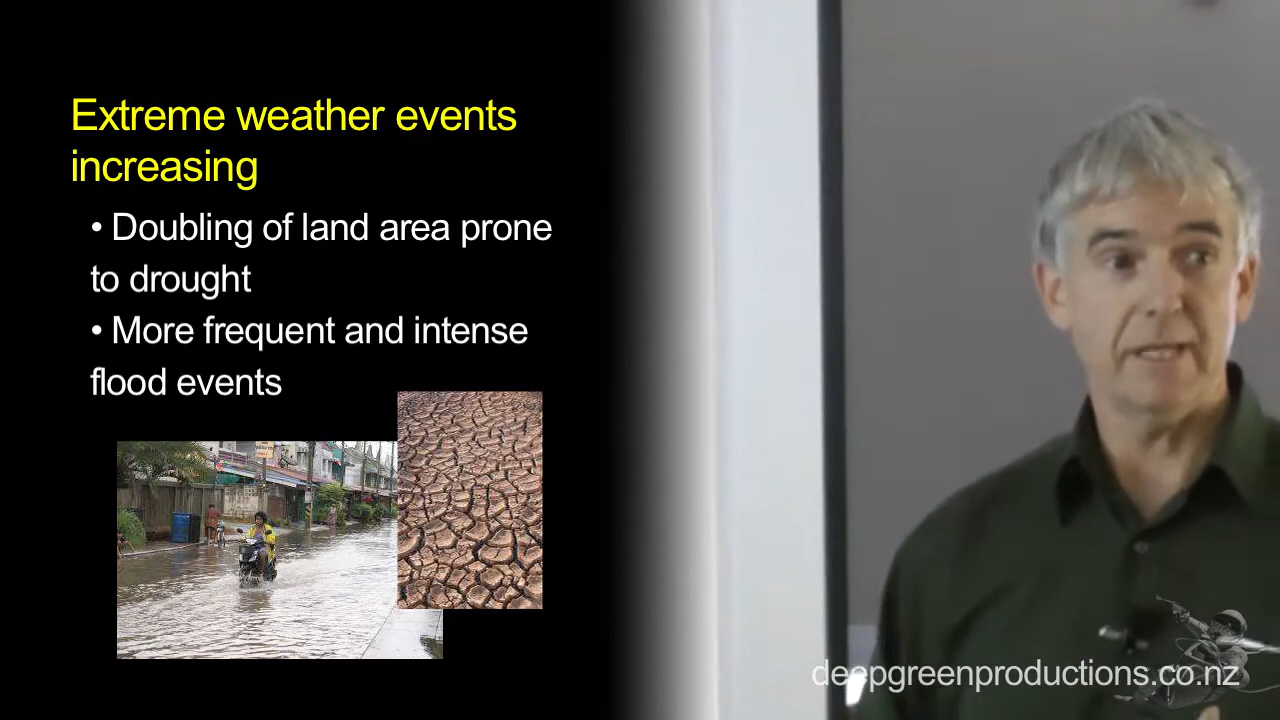 Extreme weather events
increasing
• Doubling of land area prone
to drought
• More frequent and intense
flood events
deepgreenproductions.co.nz